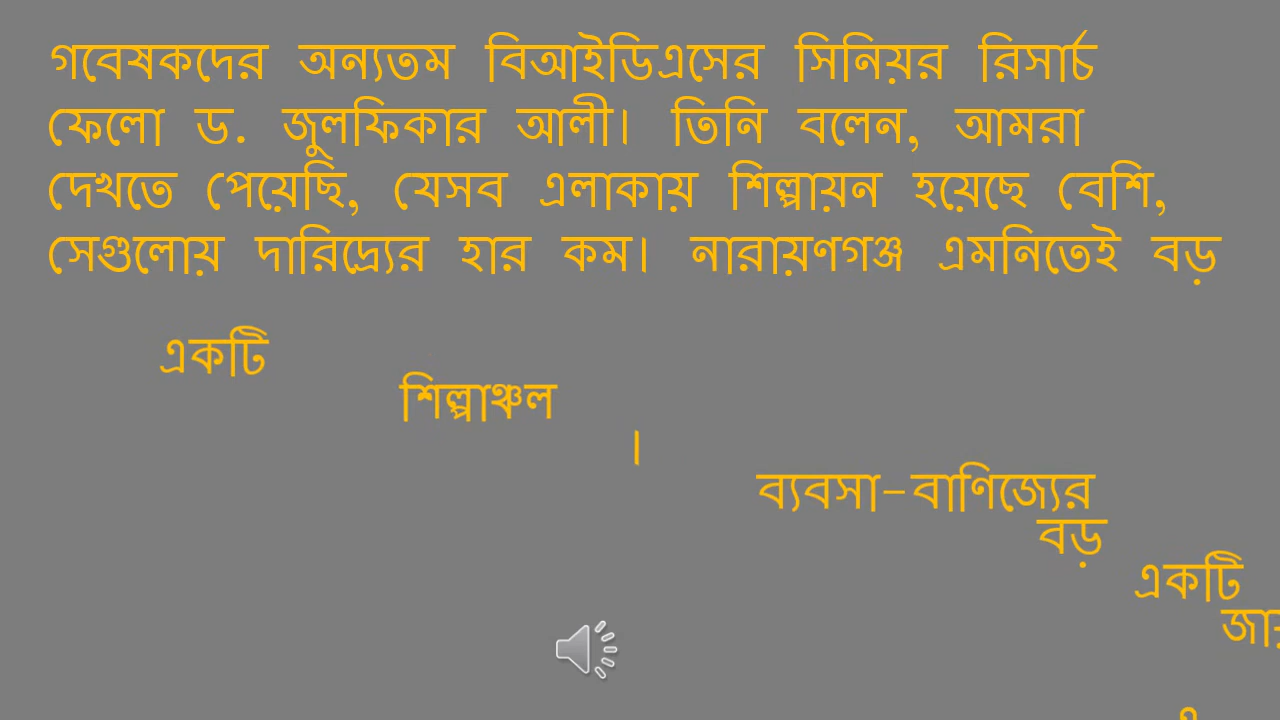 গবেষকদের অন্যতম বিআইডিএসের সিনিয়র রিসার্চ
ফেলো ড. জুলফিকার আলী। তিনি বলেন, আমরা
দেখতে পেয়েছি, যেসব এলাকায় শিল্পায়ন হয়েছে বেশি,
সেগুলোয় দারিদ্র্যের হার কম। নারায়ণগঞ্জ এমনিতেই বড়
একটি
শিল্পাঞ্চল
।
ব্যবসা-বাণিজ্যের
বড়
একটি